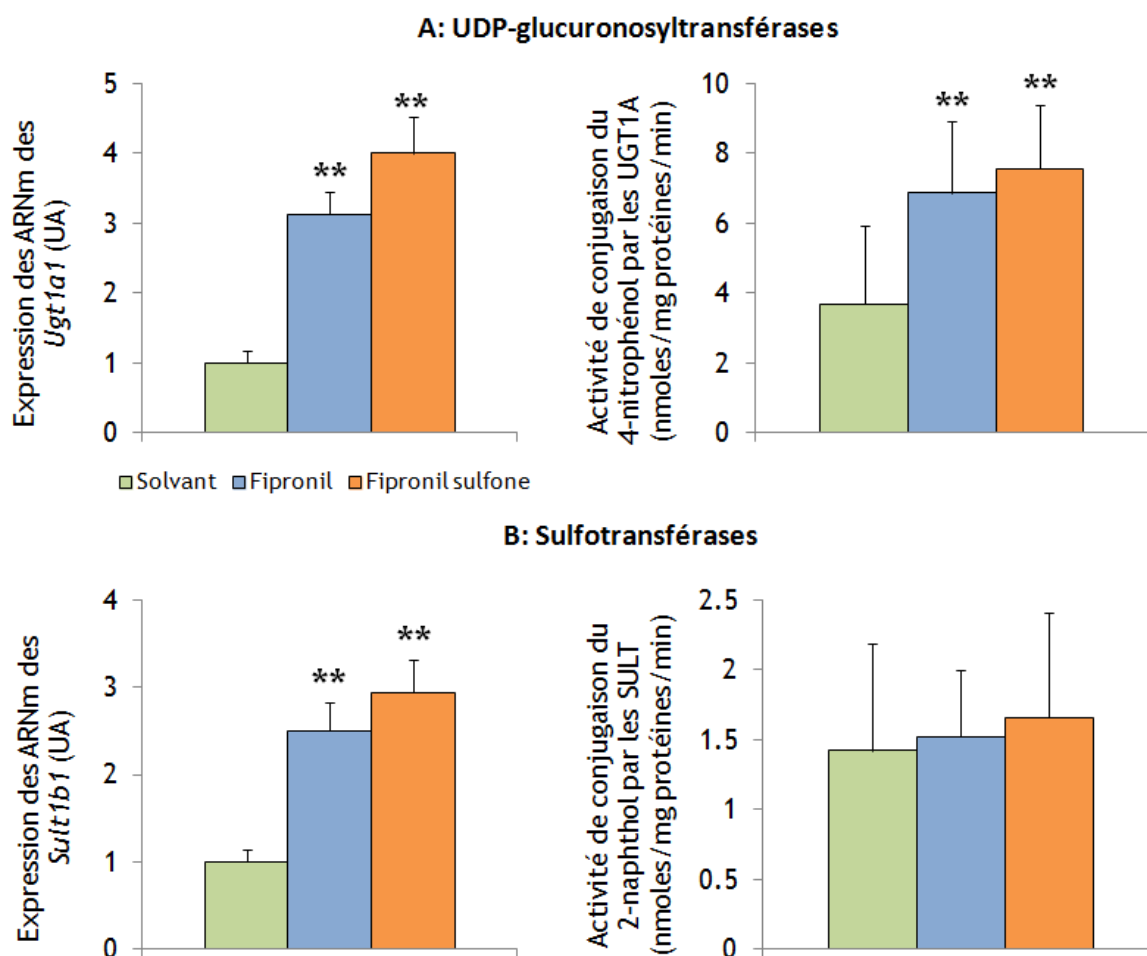 A: UDP-glucuronosyltransférases
Expression des ARNm des
Ugt1a1 (UA)
5
4
3
2
1
0
**
**
Activité de conjugaison du
4-nitrophénol par les UGT1A
(nmoles/mg protéines/min)
10
8
6
4
2
0
**
**
Solvant Fipronil Fipronil sulfone
B: Sulfotransférases
Expression des ARNm des
Sult1b1 (UA)
4
3
2
1
0
**
**
Activité de conjugaison du
2-naphthol par les SULT
(nmoles/mg protéines/min)
2.5
2
1.5
1
0.5
0